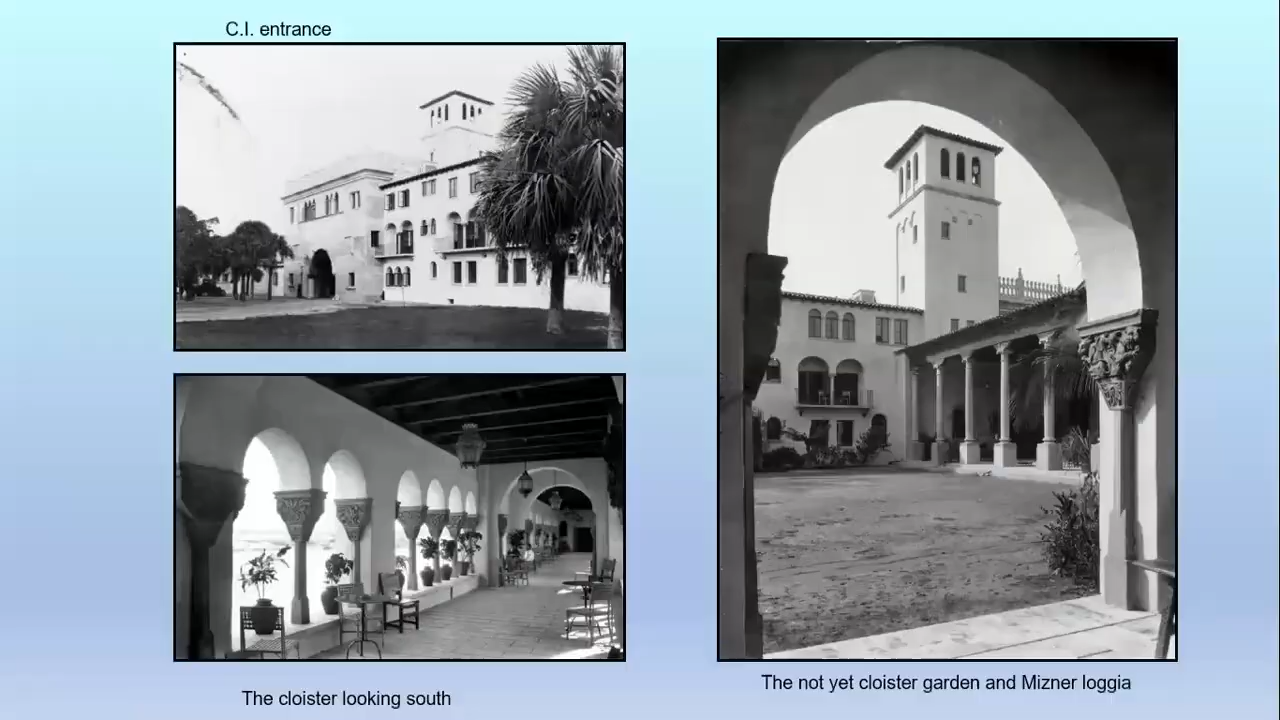 C.I. entrance
The cloister looking south
The not yet cloister garden and Mizner loggia